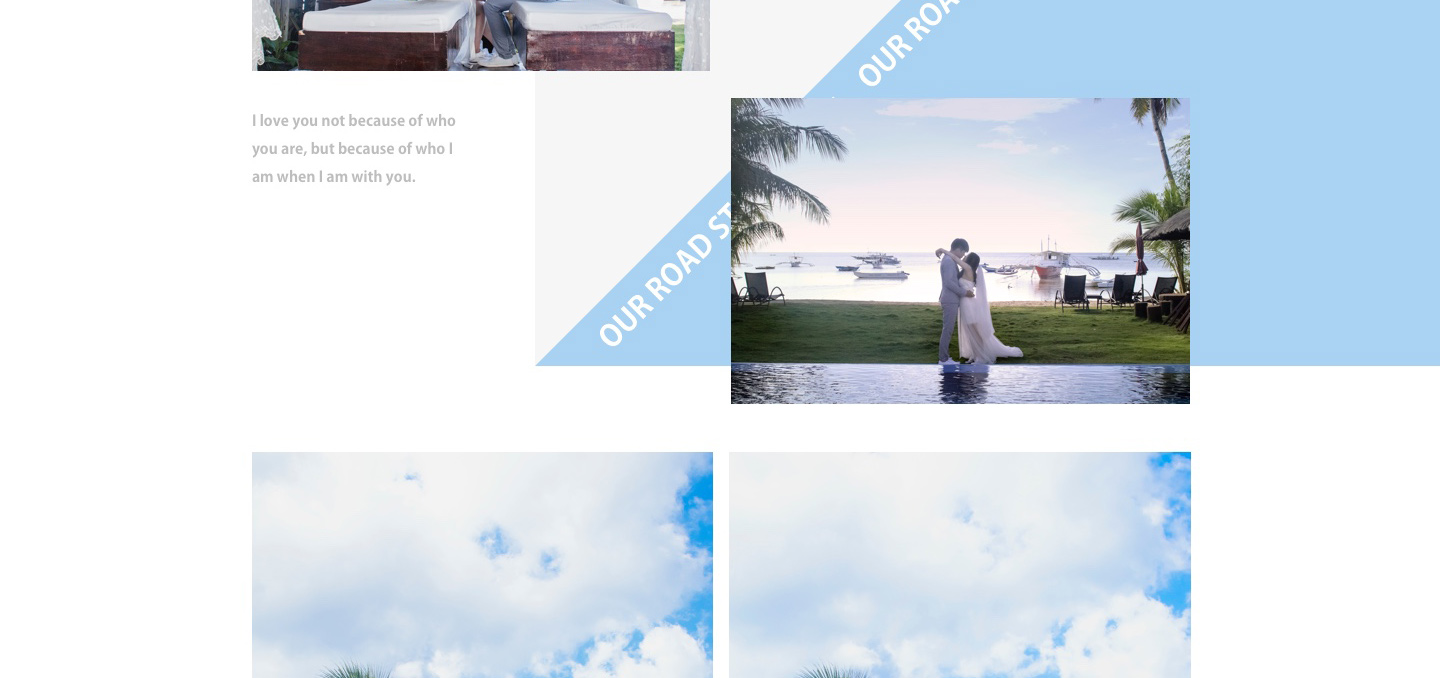 OUR ROA
I love you not because of who
you are, but because of who I
am when I am with you.
OUR ROAD ST